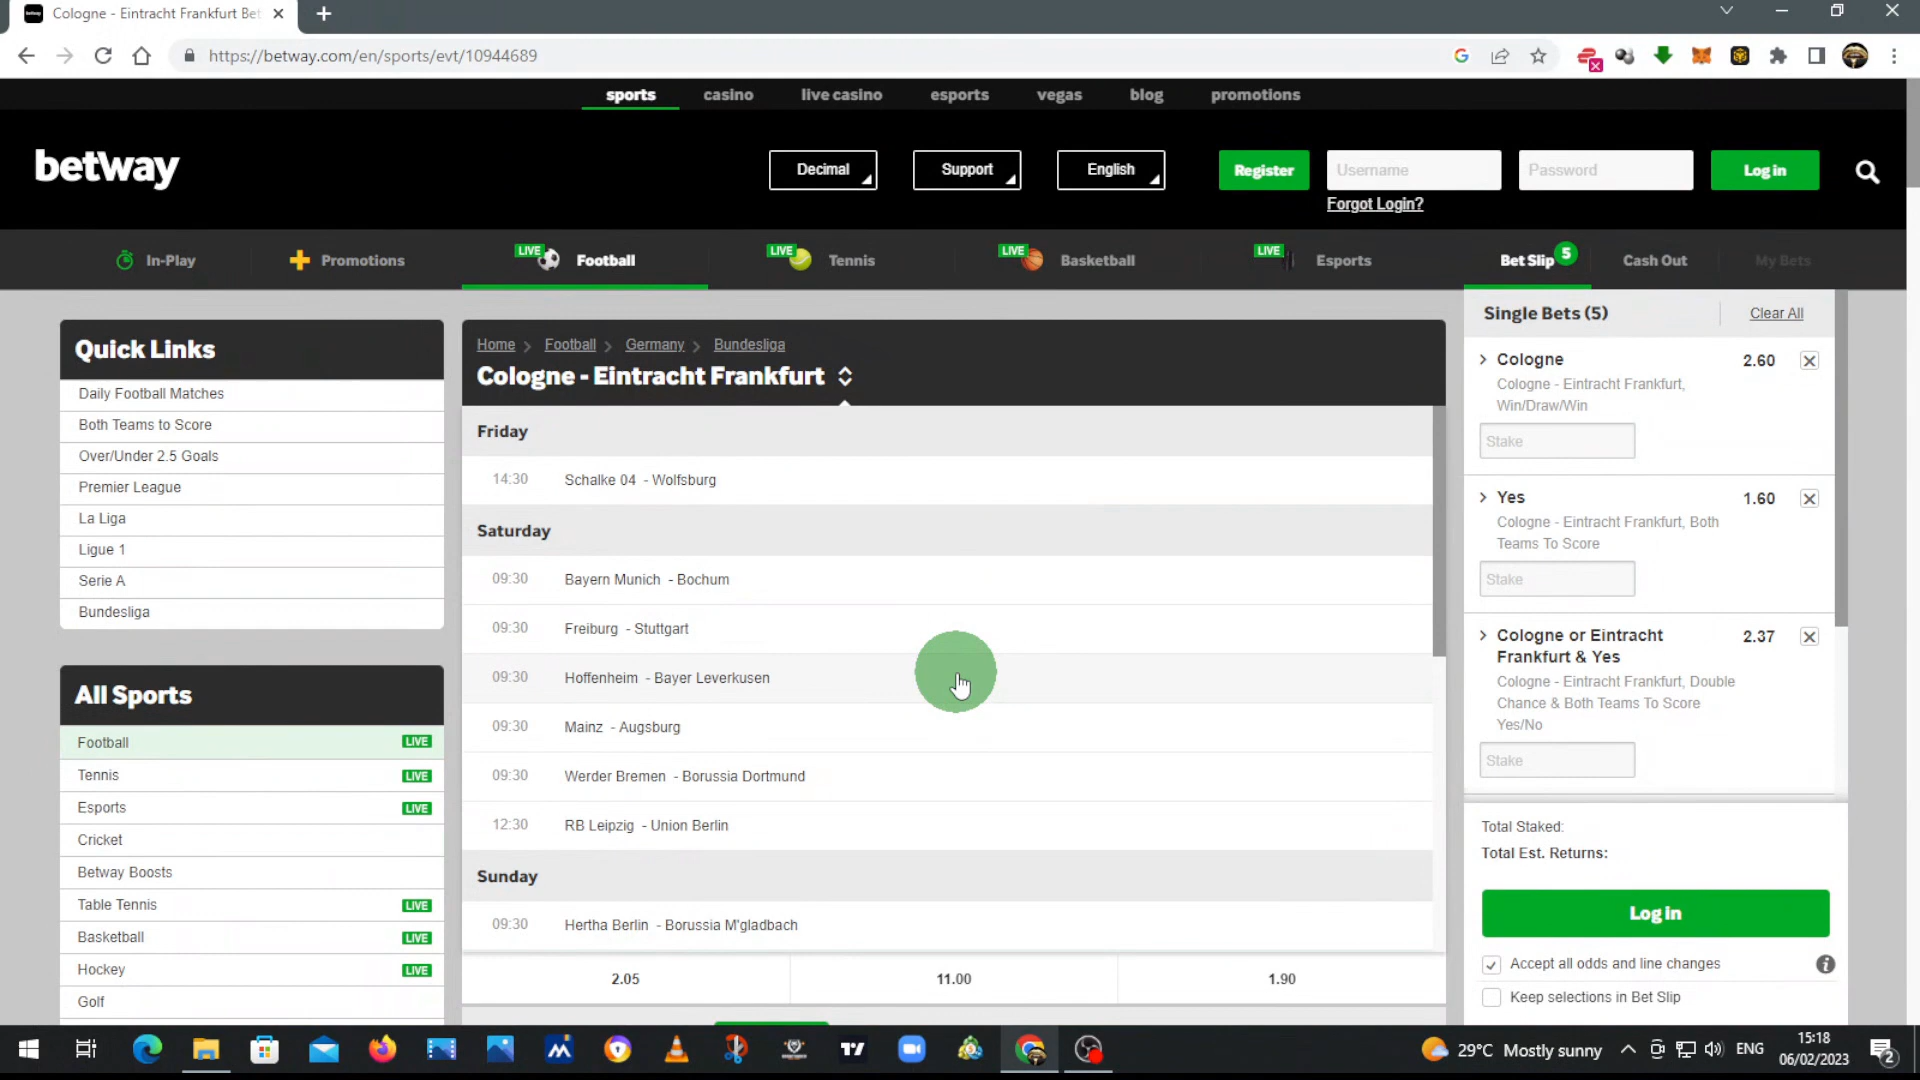 Cologne - Eintracht Frankfurt Bet
https://betway.com/en/sports/evt/10944689
sports casino live casino esports vegas blog promotions
betway
Decimal Support English Register Username Password Log in
Forgot Login?
In-Play Promotions LIVE Football LIVE Tennis LIVE Basketball LIVE Esports Bet Slip 5 Cash Out My Bets
Quick Links
Daily Football Matches
Both Teams to Score
Over/Under 2.5 Goals
Premier League
La Liga
Ligue 1
Serie A
Bundesliga
All Sports
Football LIVE
Tennis LIVE
Esports LIVE
Cricket
Betway Boosts
Table Tennis LIVE
Basketball LIVE
Hockey LIVE
Golf
Home > Football > Germany > Bundesliga
Cologne - Eintracht Frankfurt
Friday
14:30 Schalke 04 - Wolfsburg
Saturday
09:30 Bayern Munich - Bochum
09:30 Freiburg - Stuttgart
09:30 Hoffenheim - Bayer Leverkusen
09:30 Mainz - Augsburg
09:30 Werder Bremen - Borussia Dortmund
12:30 RB Leipzig - Union Berlin
Sunday
09:30 Hertha Berlin - Borussia M'gladbach
2.05 11.00 1.90
Single Bets (5) Clear All
Cologne 2.60
Cologne - Eintracht Frankfurt,
Win/Draw/Win
Stake
Yes 1.60
Cologne - Eintracht Frankfurt, Both
Teams To Score
Stake
Cologne or Eintracht 2.37
Frankfurt & Yes
Cologne - Eintracht Frankfurt, Double
Chance & Both Teams To Score
Yes/No
Stake
Total Staked:
Total Est. Returns:
Log in
Accept all odds and line changes
Keep selections in Bet Slip
29°C Mostly sunny ENG 15:18
06/02/2023
2